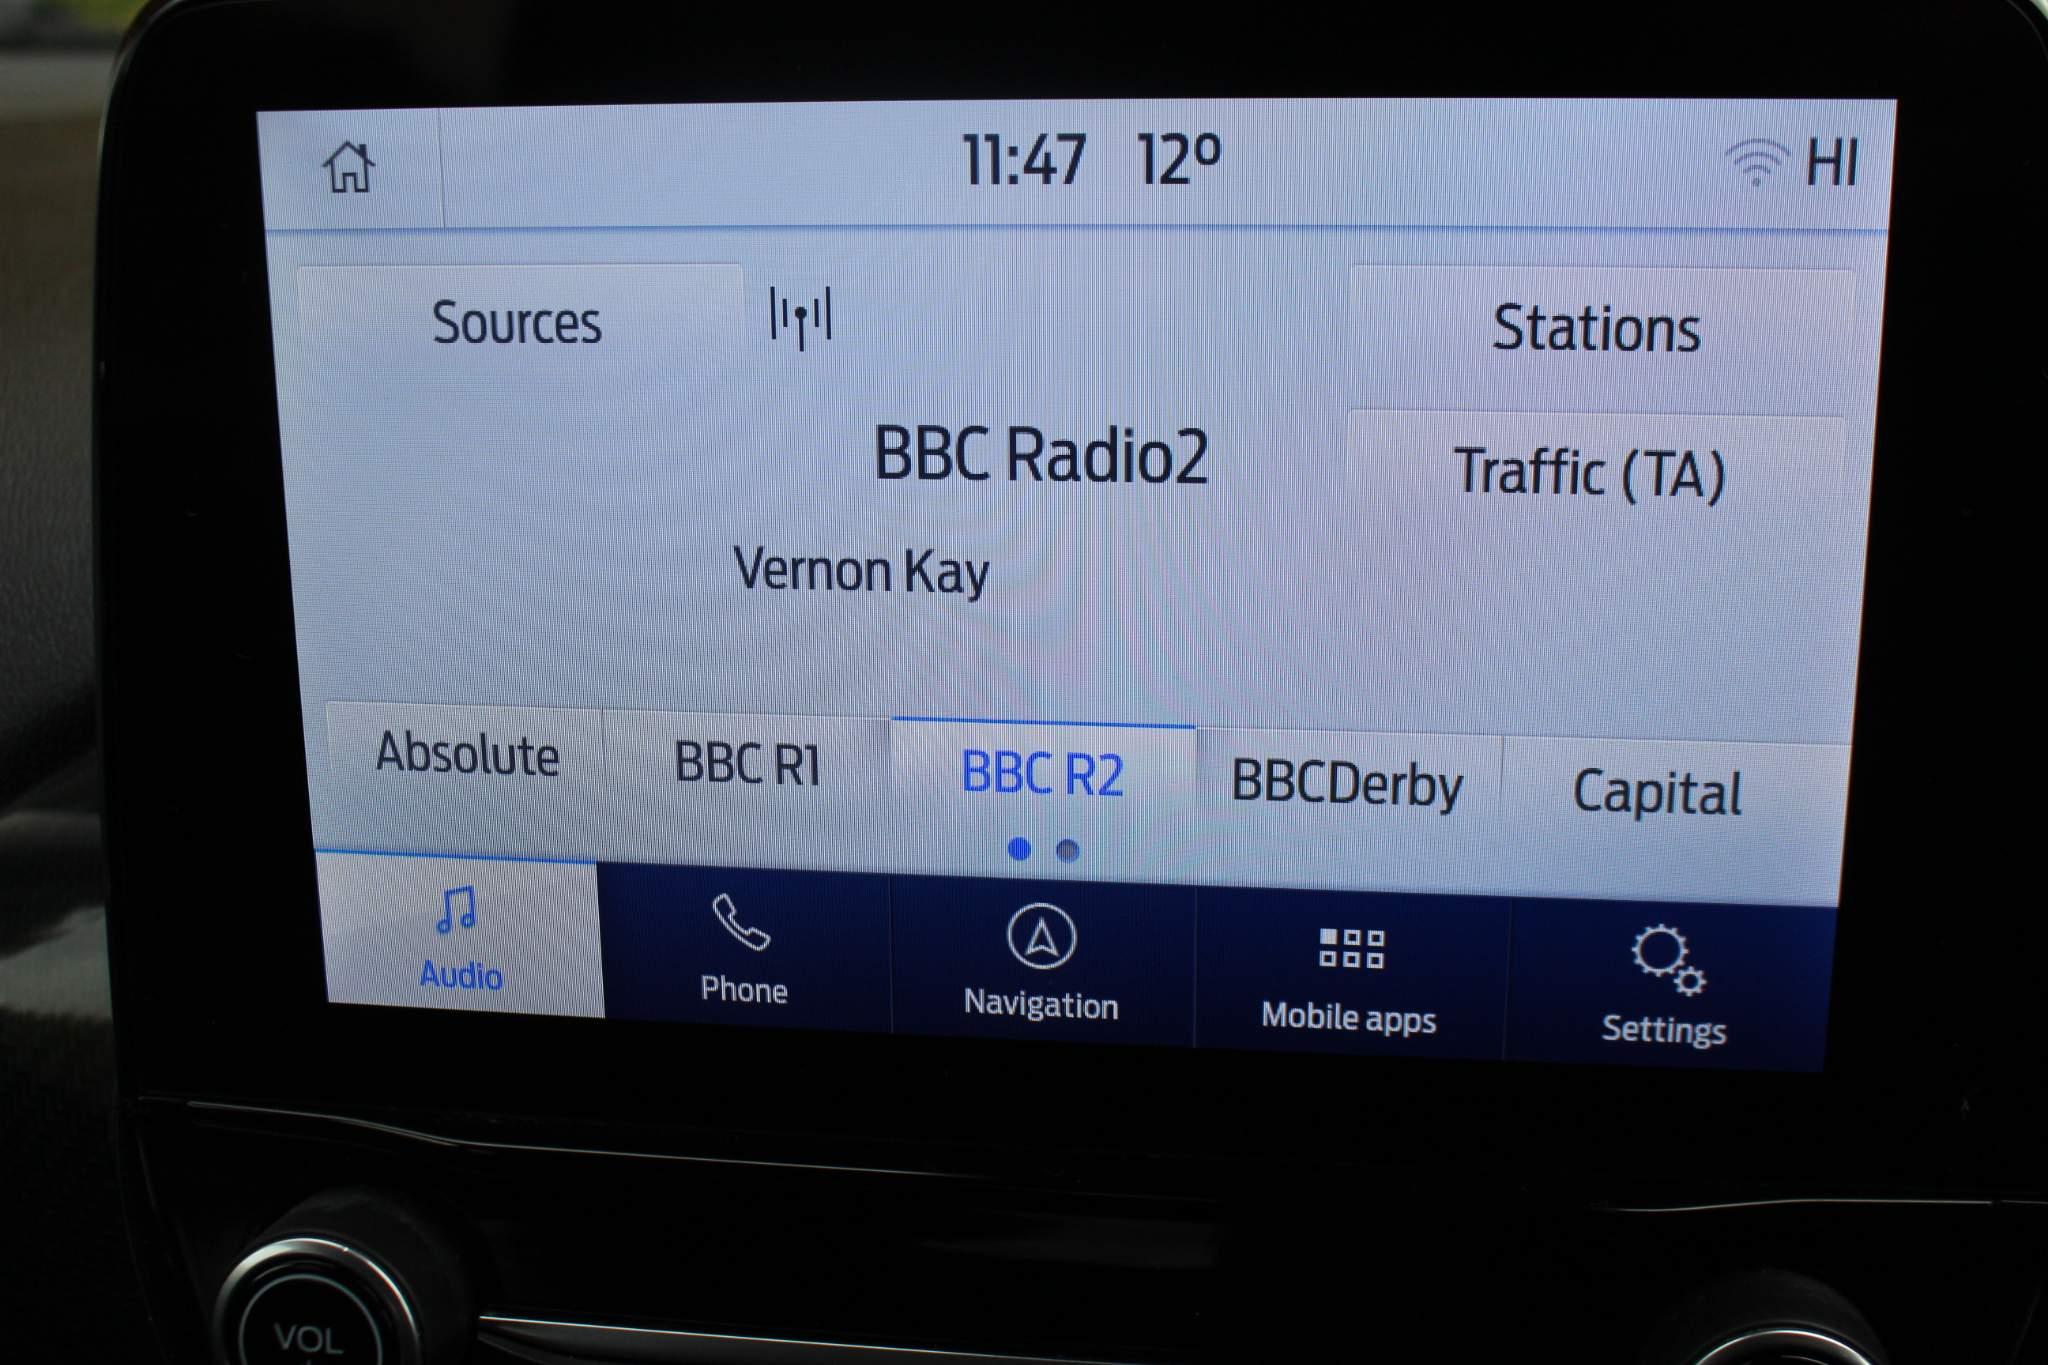 11:47 12º HI
Sources
Stations
BBC Radio2
Traffic (TA)
Vernon Kay
Absolute BBC R1 BBC R2 BBCDerby Capital
Audio Phone Navigation Mobile apps Settings
VOL